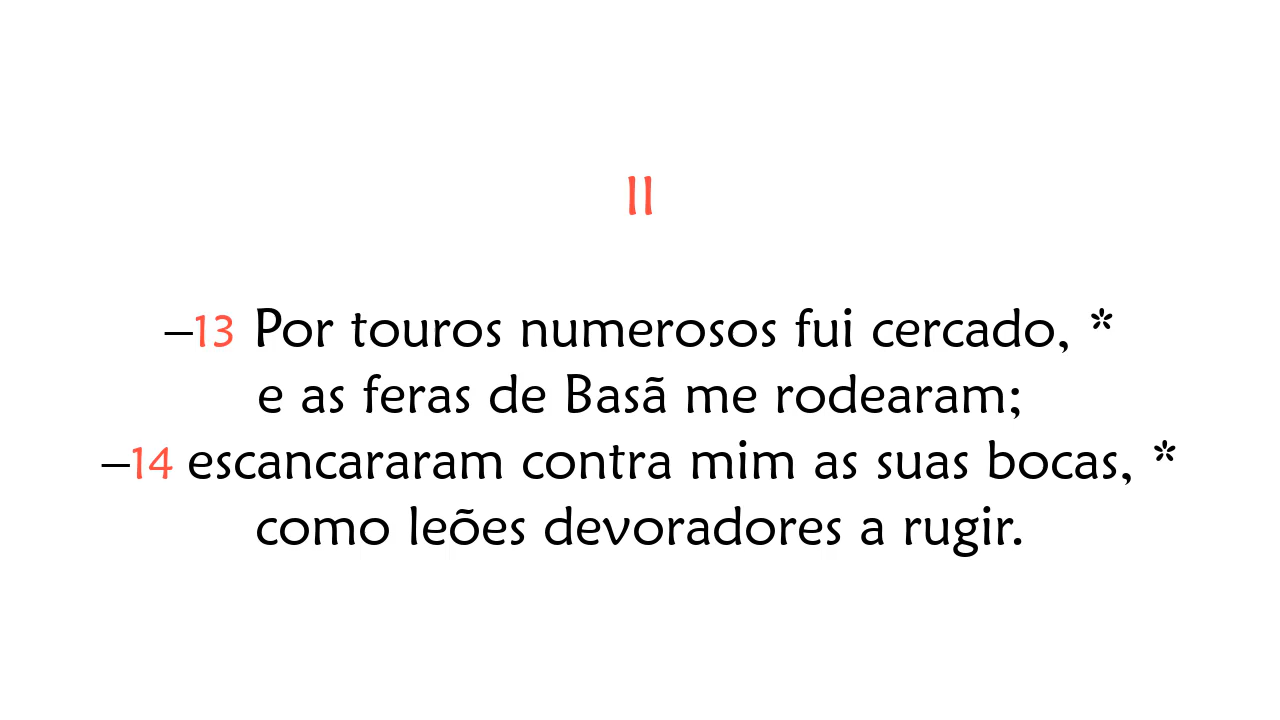 II
–13 Por touros numerosos fui cercado, *
e as feras de Basã me rodearam;
–14 escancararam contra mim as suas bocas, *
como leões devoradores a rugir.